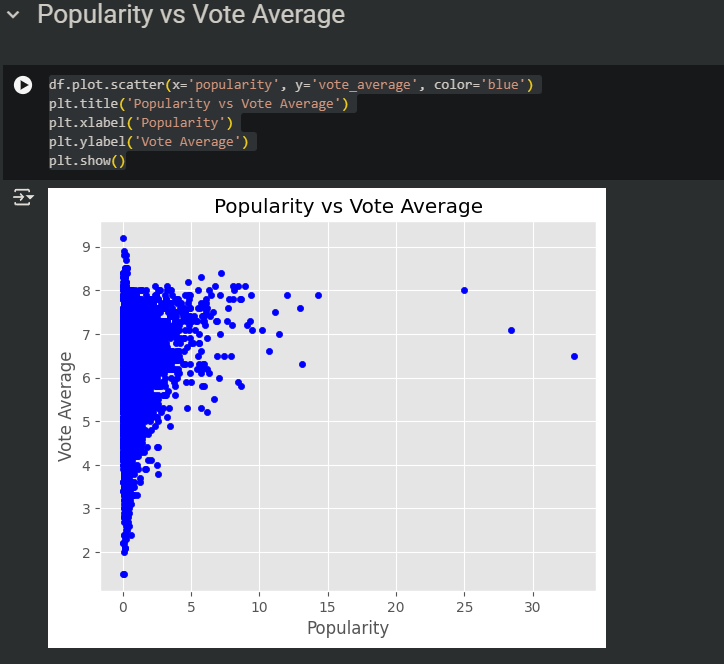 Popularity vs Vote Average
df.plot.scatter(x='popularity', y='vote_average', color='blue')
plt.title('Popularity vs Vote Average')
plt.xlabel('Popularity')
plt.ylabel('Vote Average')
plt.show()
Popularity vs Vote Average
9
8
7
6
5
4
3
2
Vote Average
0 5 10 15 20 25 30
Popularity